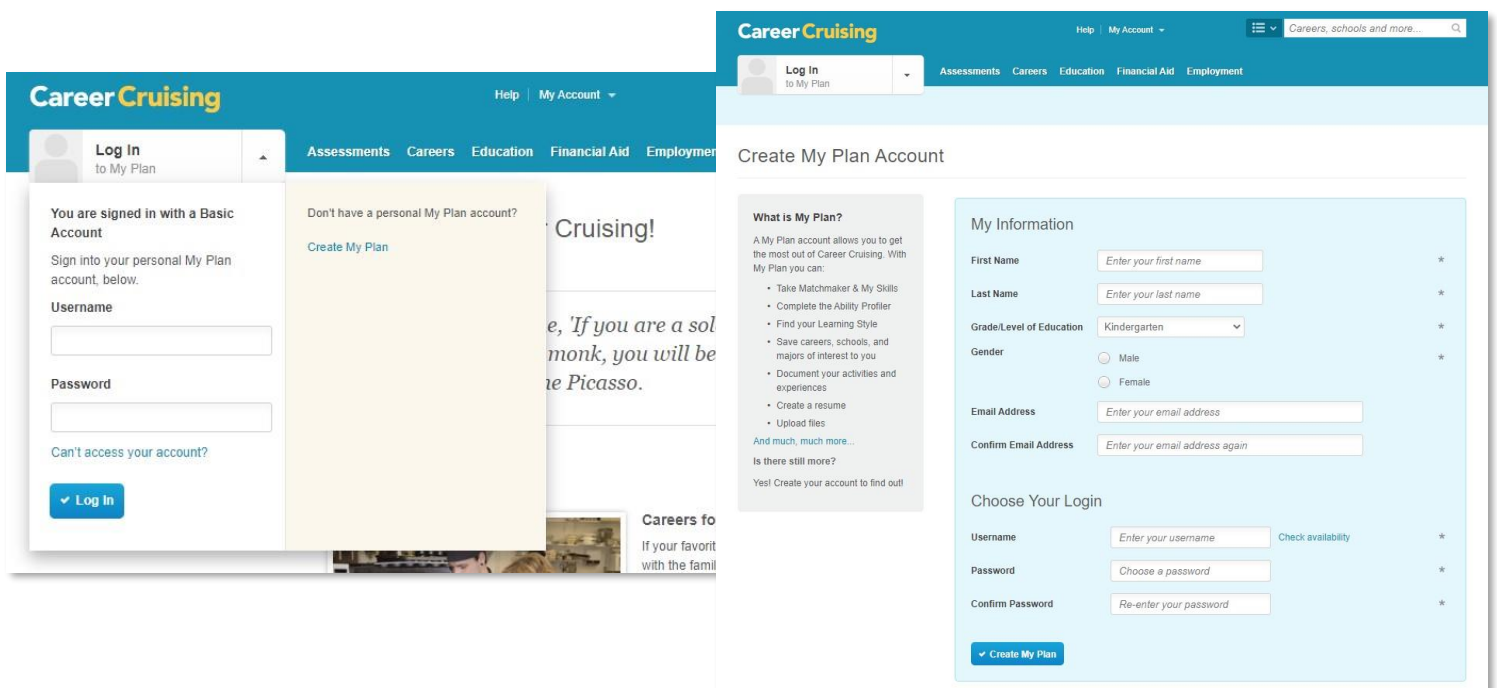 Career Cruising
Help | My Account
Log In
to My Plan
Assessments Careers Education Financial Aid
You are signed in with a Basic
Account
Sign into your personal My Plan
account, below.
Username
Password
Can't access your account?
Log In
Don't have a personal My Plan account?
Create My Plan
Cruising!
'If you are a
monk, you will be
Picasso.
Careers
If your
with the
Career Cruising
Help | My Account
Careers, schools and more...
Log In
to My Plan
Assessments Careers Education Financial Aid Employment
Create My Plan Account
What is My Plan?
A My Plan account allows you to get
the most out of Career Cruising. With
My Plan you can:
• Take Matchmaker & My Skills
• Complete the Ability Profiler
• Find your Learning Style
• Save careers, schools, and
majors of interest to you
• Document your activities and
experiences
• Create a resume
• Upload files
And much, much more...
Is there still more?
Yes! Create your account to find out!
My Information
First Name Enter your first name *
Last Name Enter your last name *
Grade/Level of Education Kindergarten *
Gender Male *
Female
Email Address Enter your email address
Confirm Email Address Enter your email address again
Choose Your Login
Username Enter your username Check availability *
Password Choose a password *
Confirm Password Re-enter your password *
Create My Plan